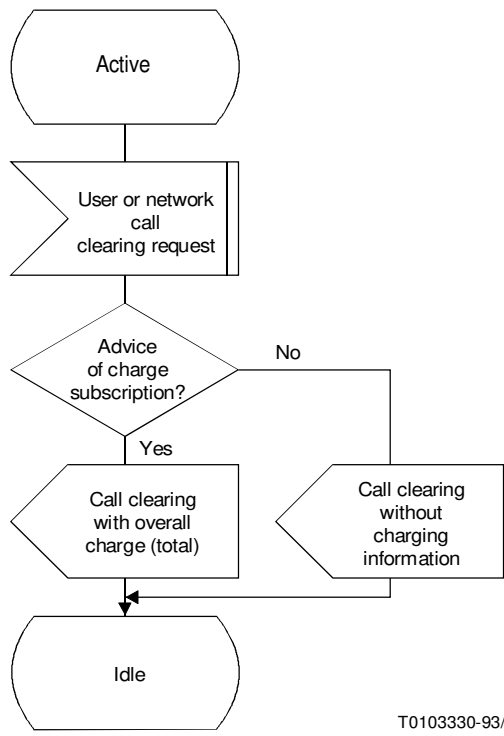 Active
User or network
call
clearing request
Advice
of charge
subscription?
No
Yes
Call clearing
with overall
charge (total)
Call clearing
without
charging
information
Idle
T0103330-93/